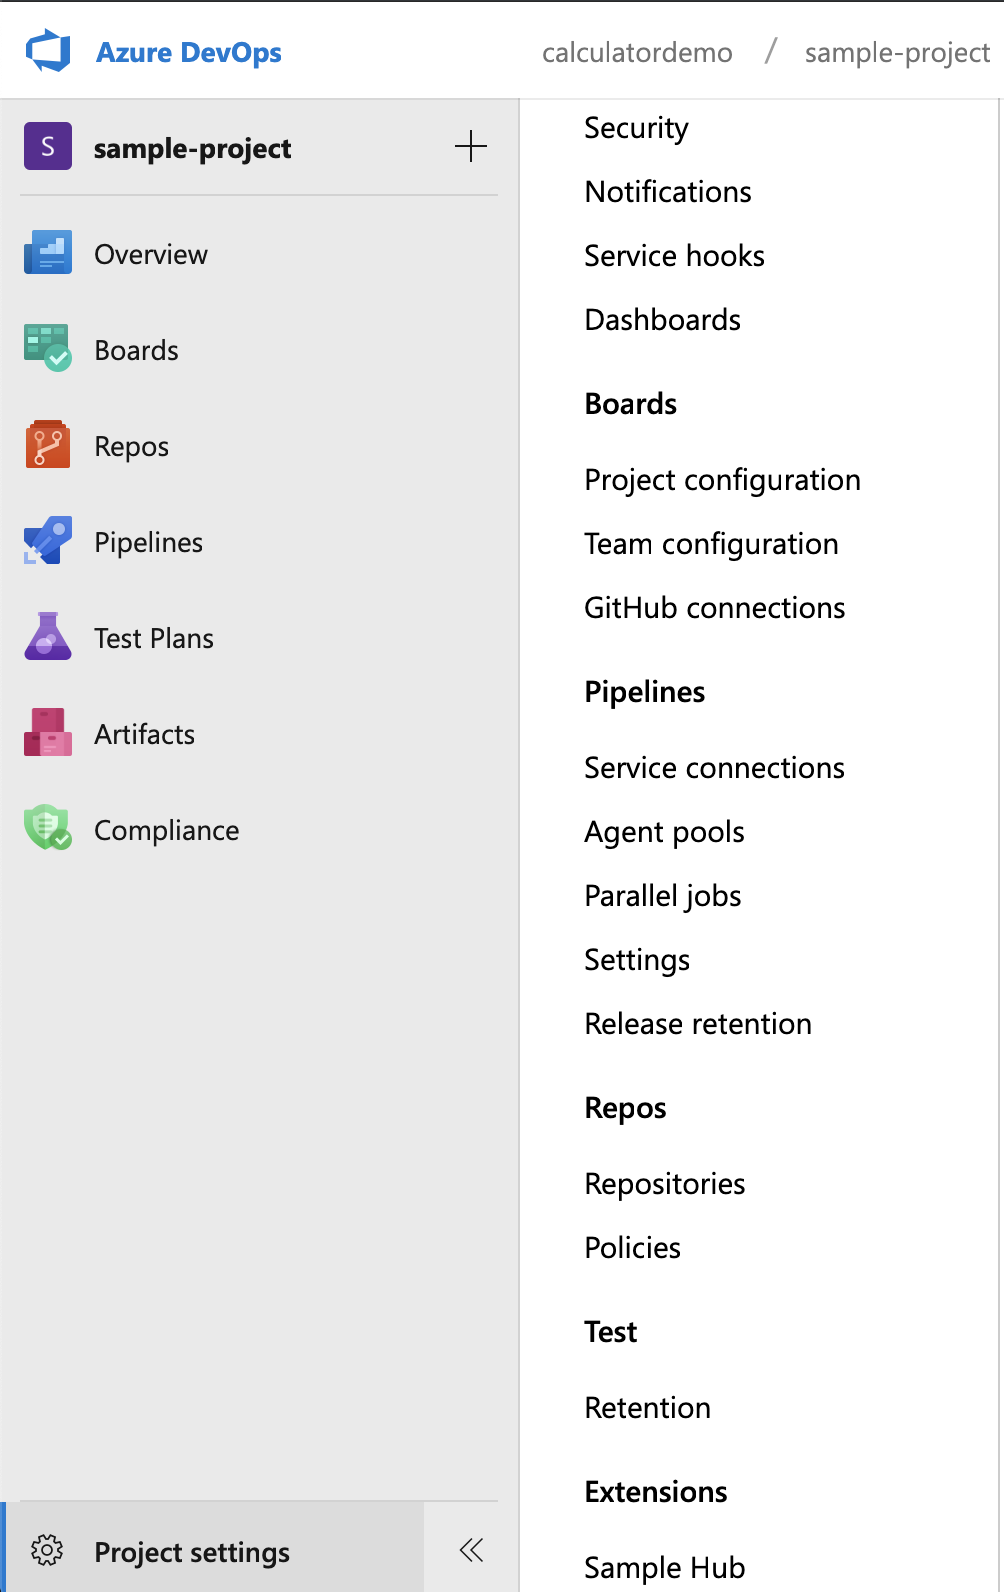 Azure DevOps
calculatordemo / sample-project
S
sample-project
Overview
Boards
Repos
Pipelines
Test Plans
Artifacts
Compliance
Project settings
Security
Notifications
Service hooks
Dashboards
Boards
Project configuration
Team configuration
GitHub connections
Pipelines
Service connections
Agent pools
Parallel jobs
Settings
Release retention
Repos
Repositories
Policies
Test
Retention
Extensions
Sample Hub